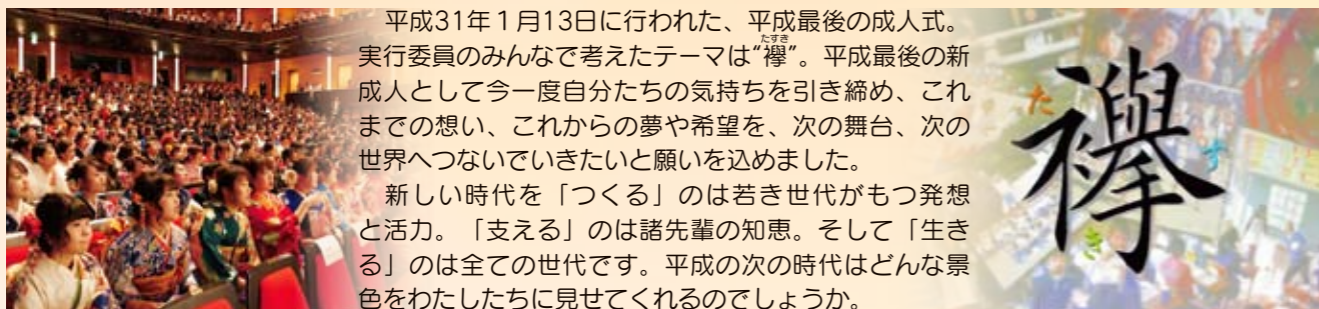 平成31年１月13日に行われた、平成最後の成人式。
実行委員のみんなで考えたテーマは“襷”。平成最後の新
たすき
成人として今一度自分たちの気持ちを引き締め、これ
までの想い、これからの夢や希望を、次の舞台、次の
世界へつないでいきたいと願いを込めました。
　新しい時代を「つくる」のは若き世代がもつ発想
と活力。「支える」のは諸先輩の知恵。そして「生き
る」のは全ての世代です。平成の次の時代はどんな景
色をわたしたちに見せてくれるのでしょうか。
襷
たすき